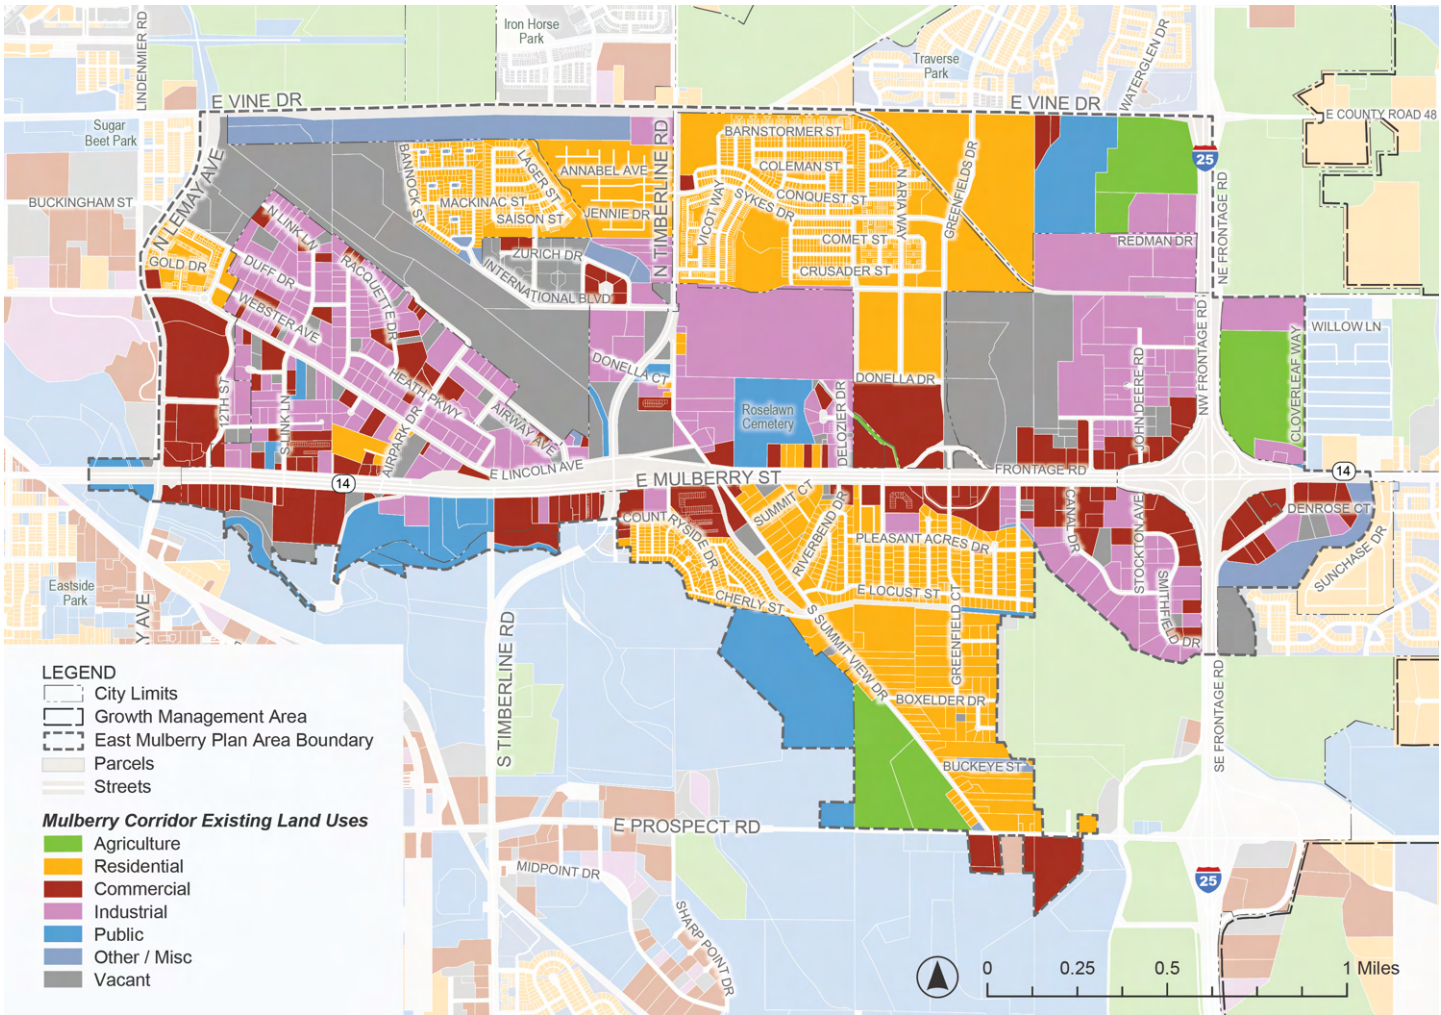 Iron Horse
Park
LINDENMIER RD
Traverse
Park
WATERGLEN DR
E VINE DR
E VINE DR
E COUNTY ROAD 48
Sugar
Beet Park
N LEMAY AVE
BANNOCK ST
LAGER ST
ANNABEL AVE
N TIMBERLINE RD
BARNSTORMER ST
COLEMAN ST
N ARIA WAY
GREENFIELDS DR
25
NE FRONTAGE RD
BUCKINGHAM ST
N LINK LN
MACKINAC ST
SAISON ST
JENNIE DR
VICOT WAY
SYKES DR
CONQUEST ST
COMET ST
REDMAN DR
GOLD DR
DUFF DR
RACQUETTE DR
ZURICH DR
INTERNATIONAL BLVD
CRUSADER ST
WEBSTER AVE
NW FRONTAGE RD
WILLOW LN
CLOVERLEAF WAY
DONELLA CT
DONELLA DR
JOHN DEERE RD
12TH ST
S LINK LN
HEATH PKWY
AIRPARK DR
AIRWAY AVE
Roselawn
Cemetery
DELOZIER DR
E LINCOLN AVE
FRONTAGE RD
14
E MULBERRY ST
14
COUNTRYSIDE DR
SUMMIT CT
RIVERBEND DR
PLEASANT ACRES DR
CANAL DR
STOCKTON AVE
DENROSE CT
SUNCHASE DR
Eastside
Park
CHERLY ST
E LOCUST ST
GREENFIELD CT
SMITHFIELD DR
AY AVE
S TIMBERLINE RD
S SUMMIT VIEW DR
BOXELDER DR
SE FRONTAGE RD
BUCKEYE ST
E PROSPECT RD
MIDPOINT DR
SHARP POINT DR
25
LEGEND
City Limits
Growth Management Area
East Mulberry Plan Area Boundary
Parcels
Streets
Mulberry Corridor Existing Land Uses
Agriculture
Residential
Commercial
Industrial
Public
Other / Misc
Vacant
0 0.25 0.5 1 Miles